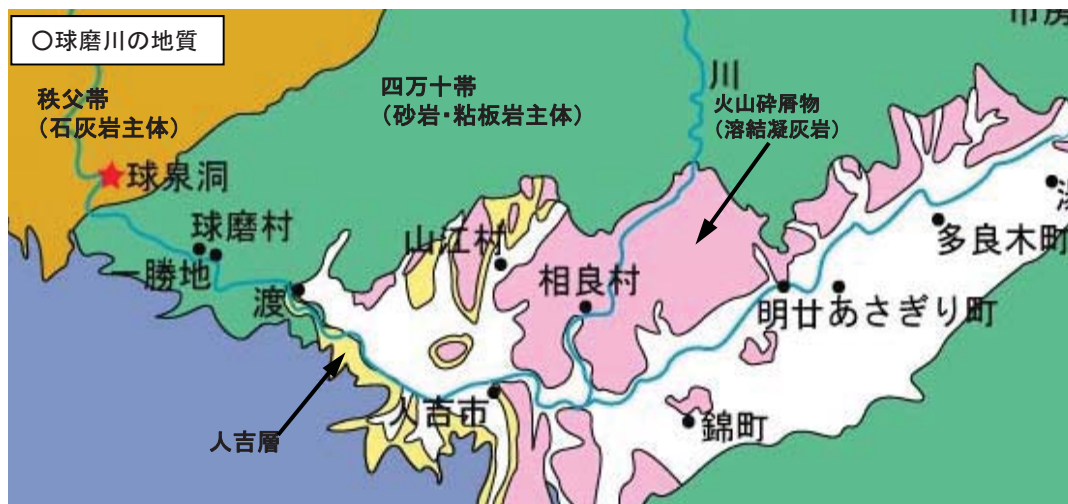 〇球磨川の地質
秩父帯
（石灰岩主体）
四万十帯
（砂岩・粘板岩主体）
川
火山砕屑物
（溶結凝灰岩）
球泉洞
球磨村
一勝地
渡
山江村
相良村
多良木町
明廿
あさぎり町
人吉市
錦町
人吉層